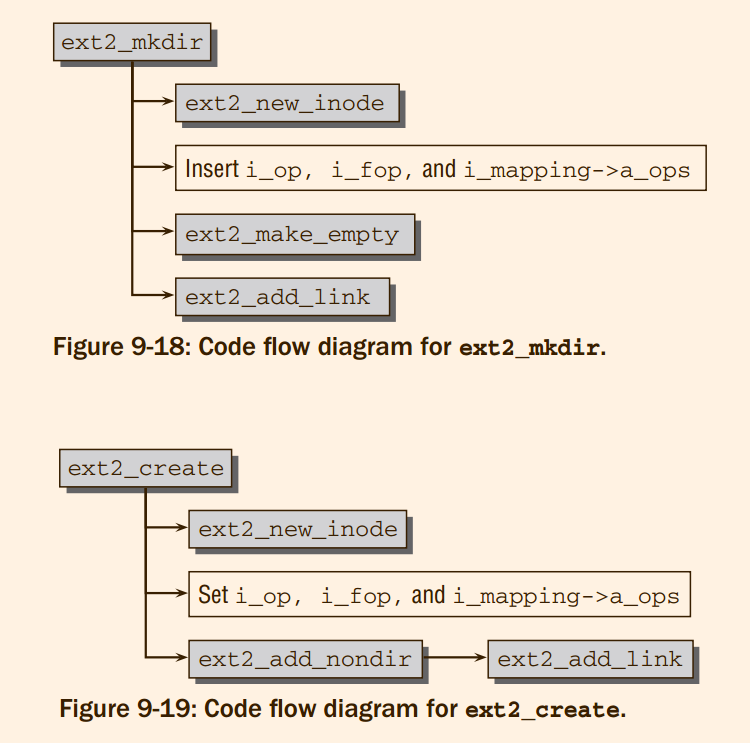 ext2_mkdir
ext2_new_inode
Insert i_op, i_fop, and i_mapping->a_ops
ext2_make_empty
ext2_add_link
Figure 9-18: Code flow diagram for ext2_mkdir.
ext2_create
ext2_new_inode
Set i_op, i_fop, and i_mapping->a_ops
ext2_add_nondir ext2_add_link
Figure 9-19: Code flow diagram for ext2_create.